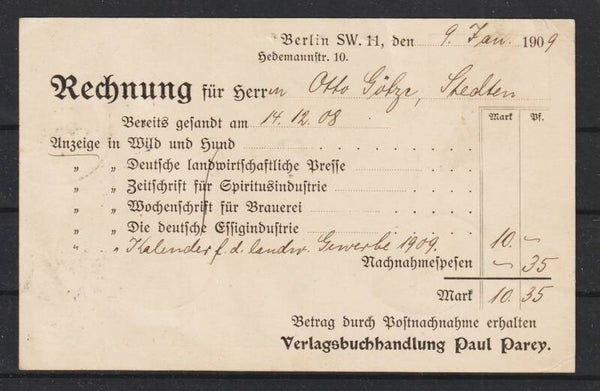 Berlin SW. 11, den 9. Jan. 1909
Hedemannstr. 10.
Rechnung für Herrn Otto Götze, Stedten
Bereits gesandt am 14.12.08
Mark Pf.
Anzeige in Wild und Hund
" " Deutsche landwirtschaftliche Presse
" " Zeitschrift für Spiritusindustrie
" " Wochenschrift für Brauerei
" " Die deutsche Essigindustrie
" " Kalender f. d. landw. Gewerbe 1909. 10. –
Nachnahmespesen – 35
Mark 10. 35
Betrag durch Postnachnahme erhalten
Verlagsbuchhandlung Paul Parey.